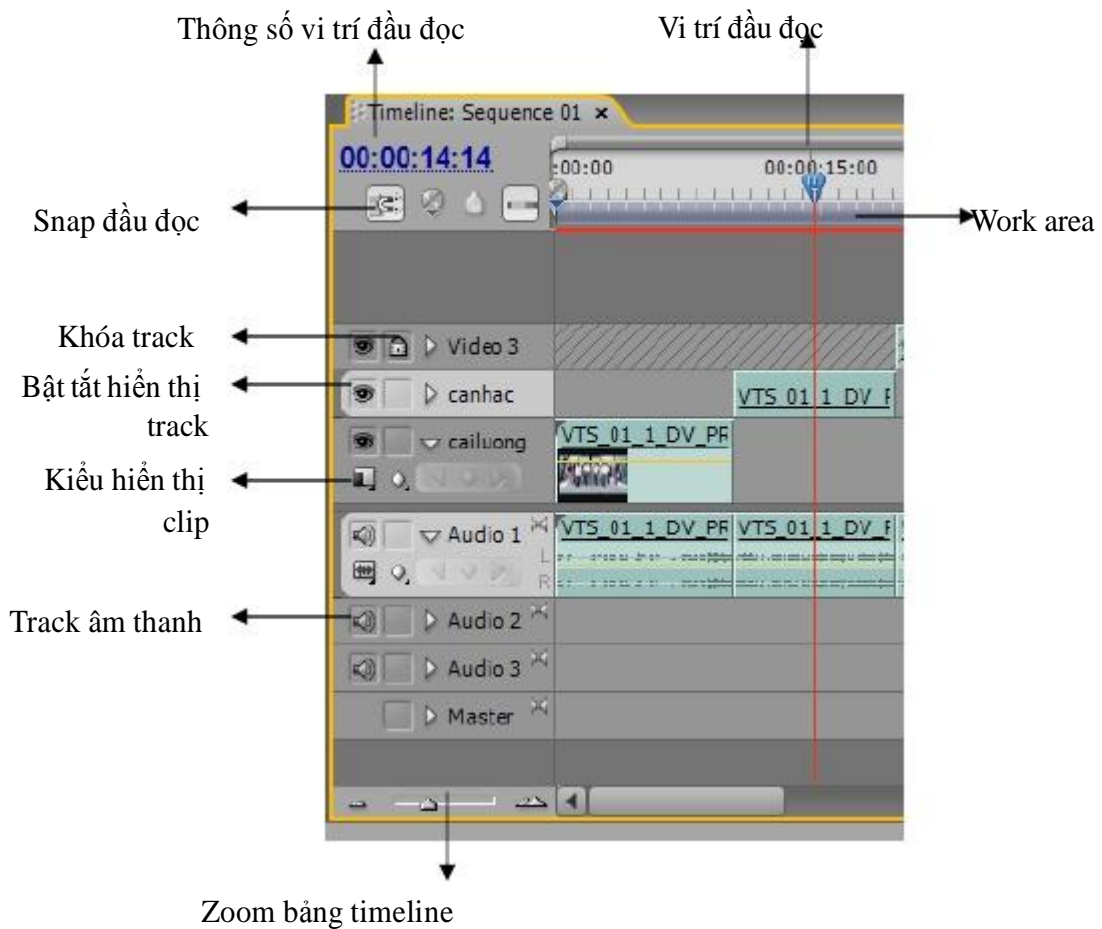 Thông số vi trí đầu đọc
Vi trí đầu đọc
Timeline: Sequence 01 ×
00:00:14:14
:00:00
00:00:15:00
Snap đầu đọc
Work area
Khóa track
Video 3
Bật tắt hiển thị
track
canhac
VTS_01_1_DV_F
cailuong
VTS_01_1_DV_PR
Kiểu hiển thị
clip
Audio 1
L
R
VTS_01_1_DV_PR
VTS_01_1_DV_F
Track âm thanh
Audio 2
Audio 3
Master
Zoom bảng timeline